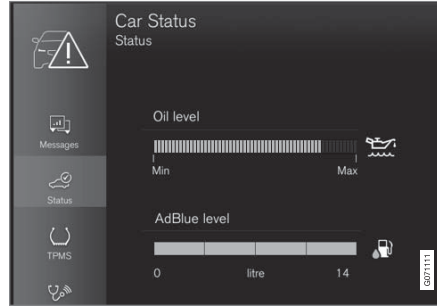 Car Status
Status
Messages
Status
TPMS
Oil level
Min Max
AdBlue level
0 litre 14
G071111